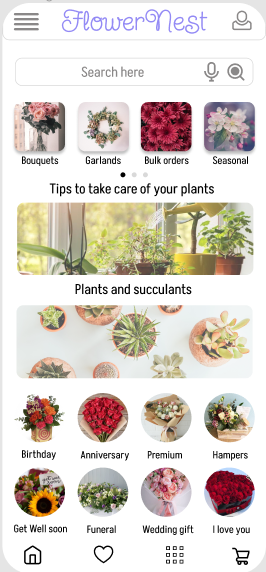 FlowerNest
Search here
Bouquets Garlands Bulk orders Seasonal
Tips to take care of your plants
Plants and succulants
Birthday Anniversary Premium Hampers
Get Well soon Funeral Wedding gift I love you